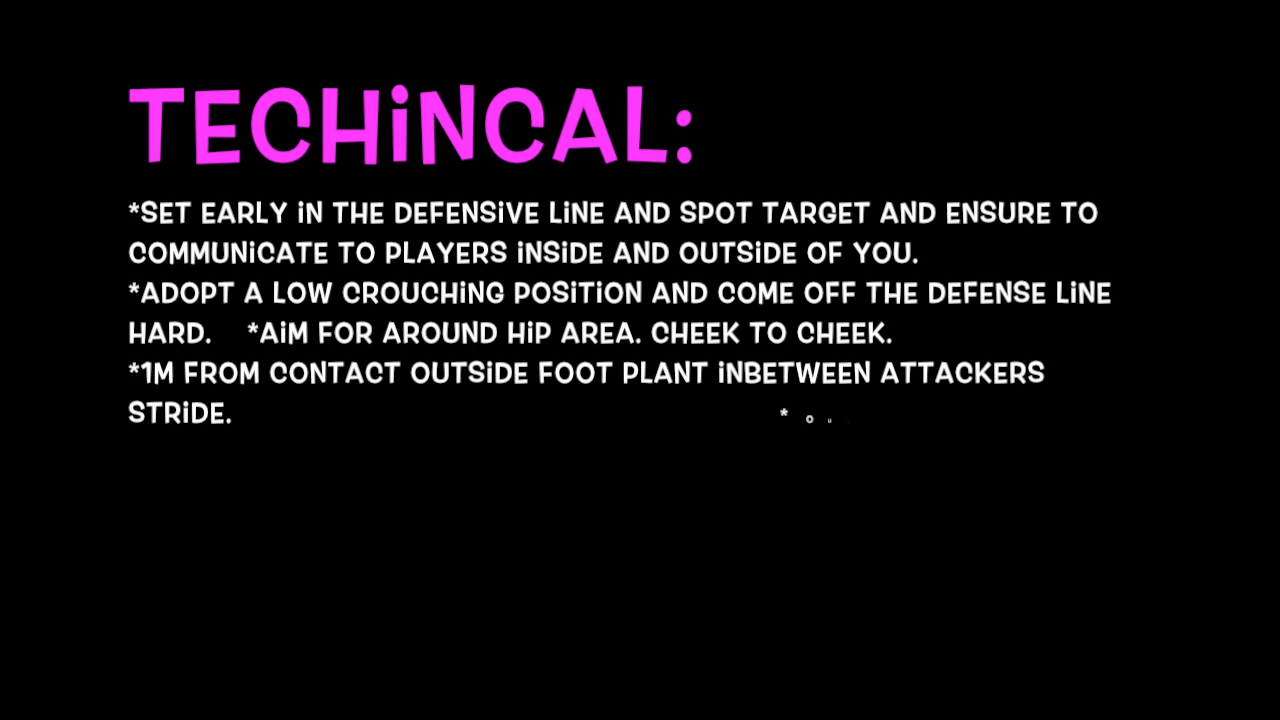 TECHiNCAL:
*SET EARLY iN THE DEFENSiVE LiNE AND SPOT TARGET AND ENSURE TO
COMMUNiCATE TO PLAYERS iNSiDE AND OUTSiDE OF YOU.
*ADOPT A LOW CROUCHiNG POSiTiON AND COME OFF THE DEFENSE LiNE
HARD. *AiM FOR AROUND HiP AREA. CHEEK TO CHEEK.
*1M FROM CONTACT OUTSiDE FOOT PLANT iNBETWEEN ATTACKERS
STRiDE. * O U